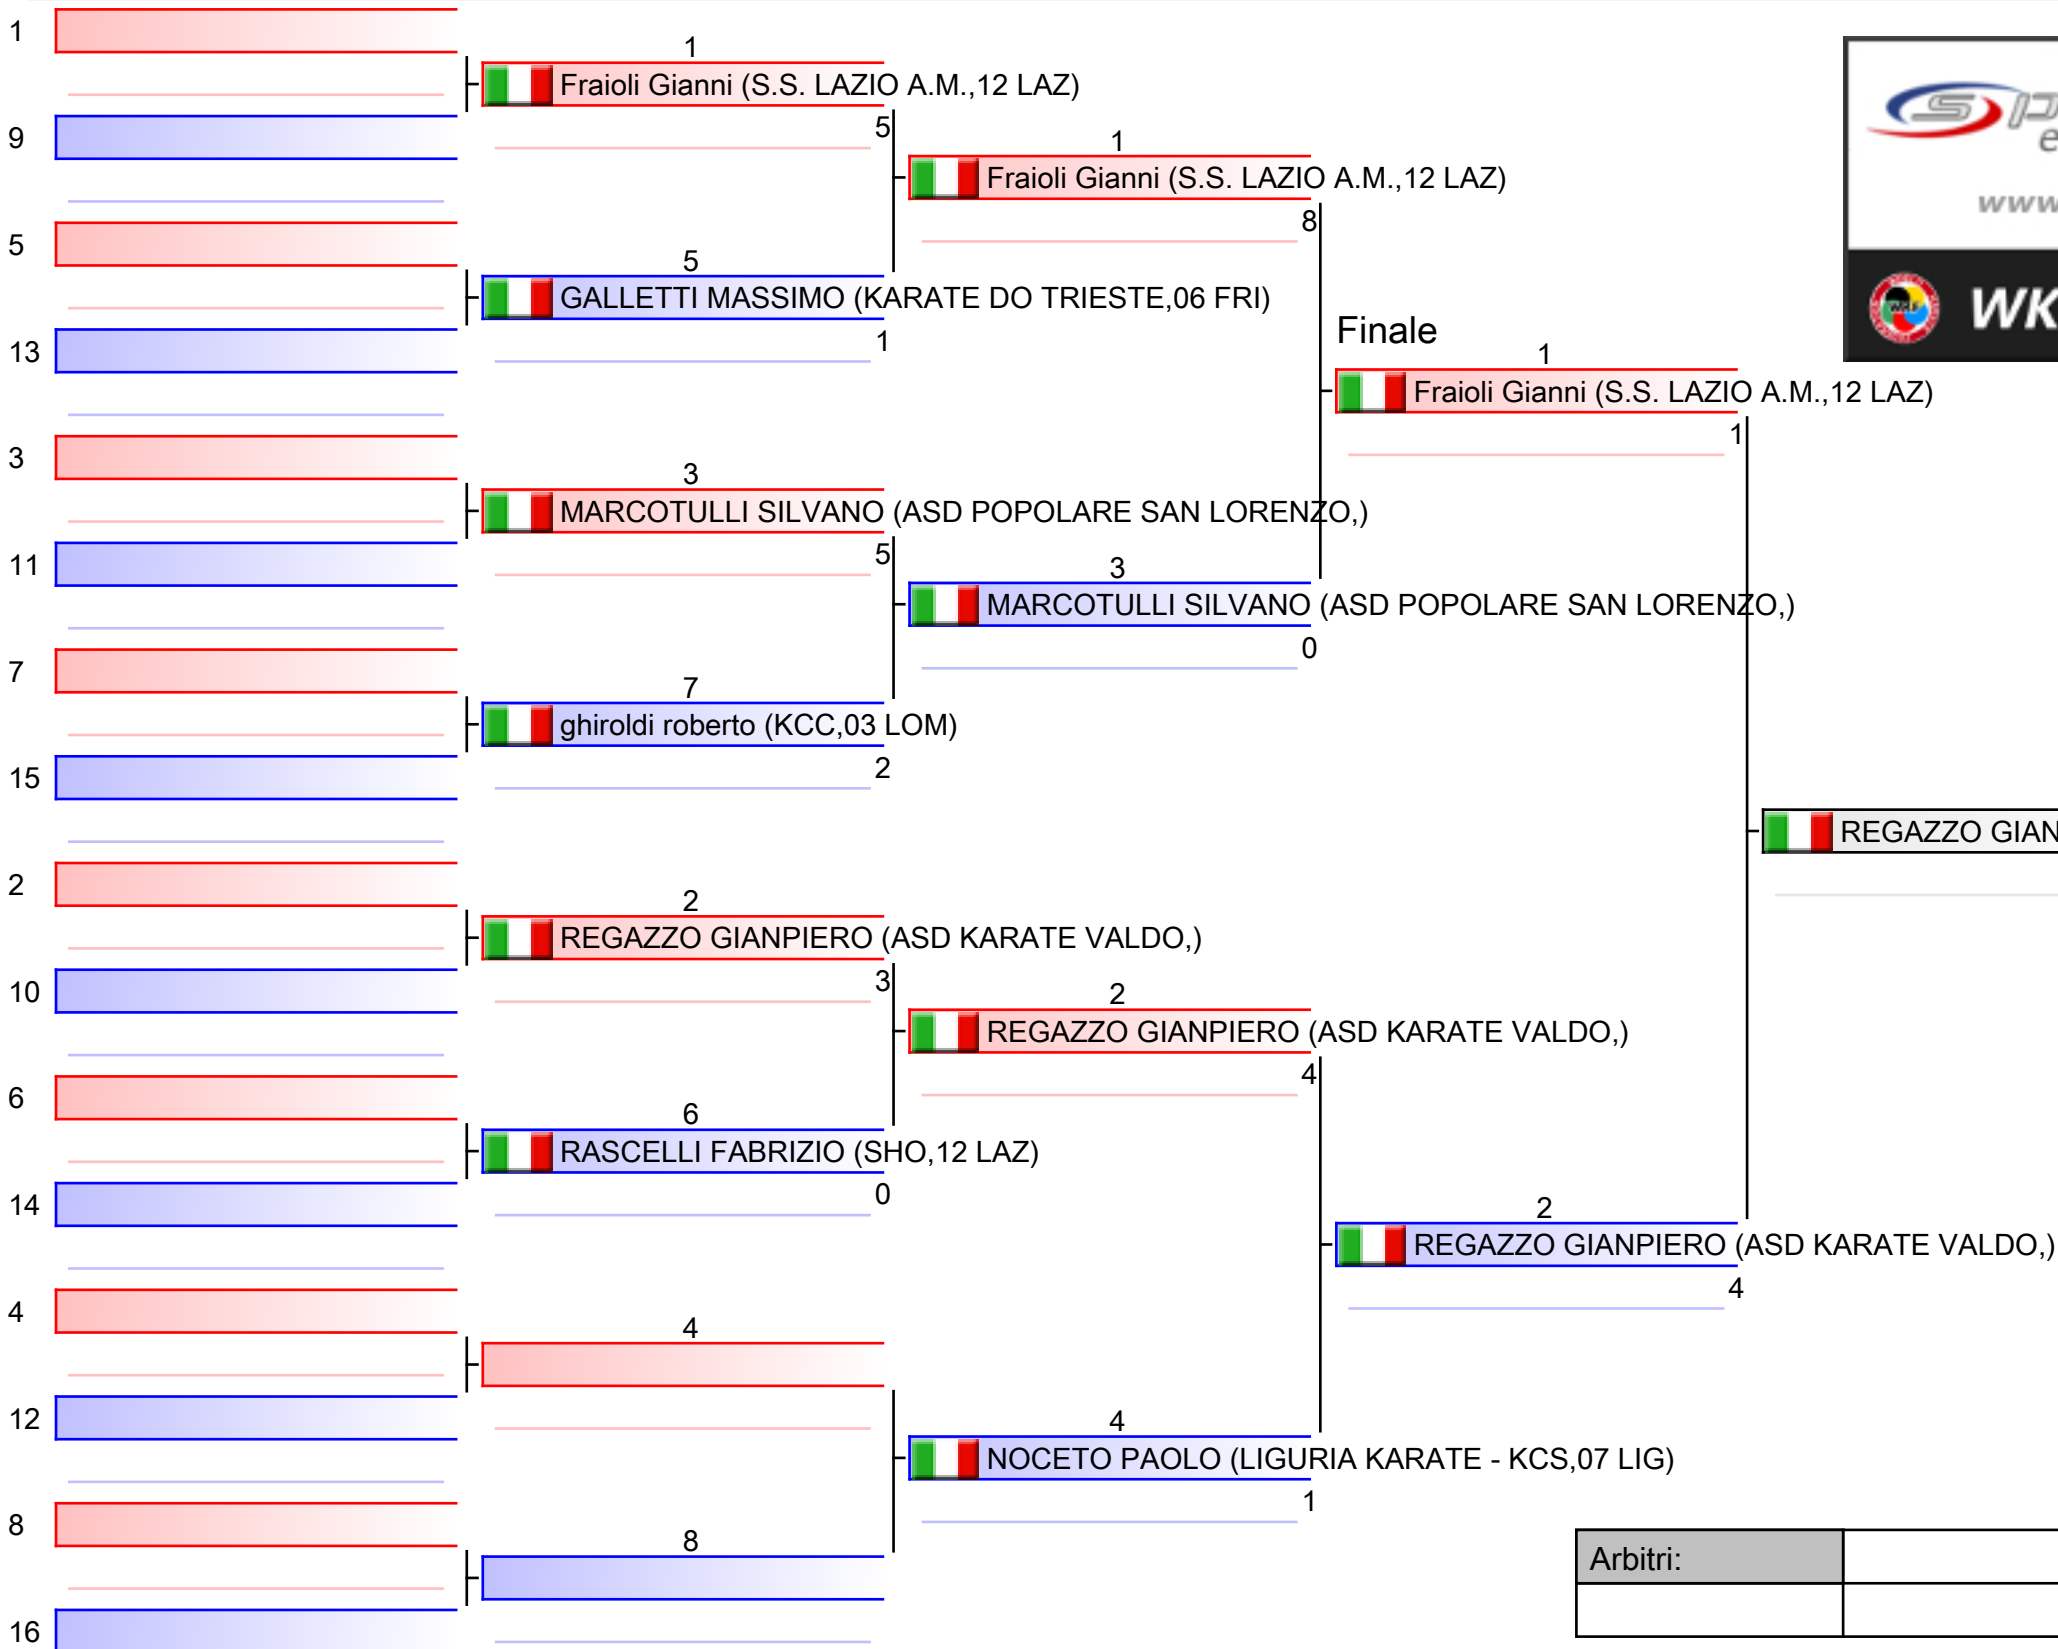 1
9
5
13
3
11
7
15
2
10
6
14
4
12
8
16
1
Fraioli Gianni (S.S. LAZIO A.M.,12 LAZ)
5
5
GALLETTI MASSIMO (KARATE DO TRIESTE,06 FRI)
1
3
MARCOTULLI SILVANO (ASD POPOLARE SAN LORENZO,)
5
7
ghiroldi roberto (KCC,03 LOM)
2
2
REGAZZO GIANPIERO (ASD KARATE VALDO,)
3
6
RASCELLI FABRIZIO (SHO,12 LAZ)
0
4
8
1
Fraioli Gianni (S.S. LAZIO A.M.,12 LAZ)
8
3
MARCOTULLI SILVANO (ASD POPOLARE SAN LORENZO,)
0
2
REGAZZO GIANPIERO (ASD KARATE VALDO,)
4
4
NOCETO PAOLO (LIGURIA KARATE - KCS,07 LIG)
1
Finale
1
Fraioli Gianni (S.S. LAZIO A.M.,12 LAZ)
1
2
REGAZZO GIANPIERO (ASD KARATE VALDO,)
4
REGAZZO GIAN
www
WK
Arbitri: